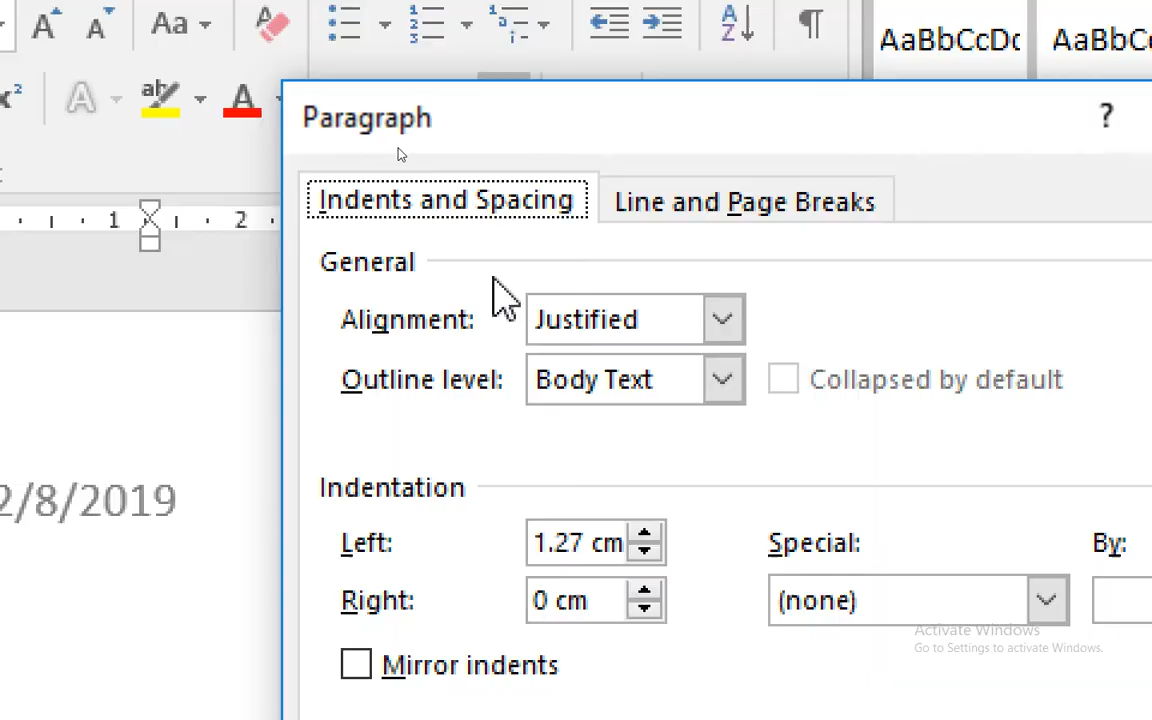 Aa
AaBbCcDc AaBbCc
Paragraph ?
Indents and Spacing Line and Page Breaks
1 2
General
Alignment: Justified
Outline level: Body Text Collapsed by default
2/8/2019
Indentation
Left: 1.27 cm Special: By:
Right: 0 cm (none)
Activate Windows
Go to Settings to activate Windows.
Mirror indents